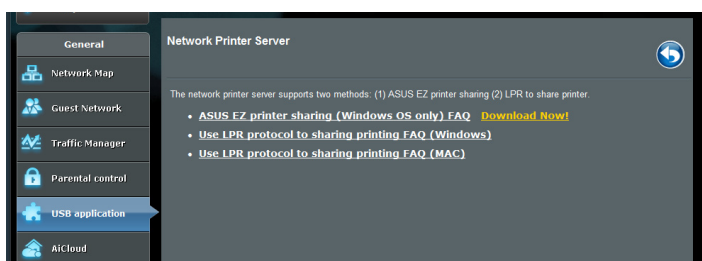 General
Network Map
Guest Network
Traffic Manager
Parental control
USB application
AiCloud
Network Printer Server
The network printer server supports two methods: (1) ASUS EZ printer sharing (2) LPR to share printer.
ASUS EZ printer sharing (Windows OS only) FAQ Download Now!
Use LPR protocol to sharing printing FAQ (Windows)
Use LPR protocol to sharing printing FAQ (MAC)